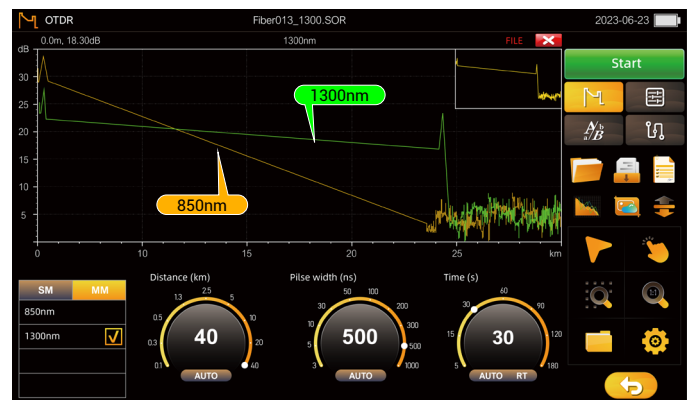 OTDR
Fiber013_1300.SOR
2023-06-23
0.0m, 18.30dB
1300nm
FILE
dB
30
25
20
15
10
5
0
10
15
20
25
km
1300nm
850nm
Start
A/b
a/B
1:1
SM MM
850nm
1300nm
Distance (km)
0.1 0.3 0.5 1.3 2.5 5 10 20 40
40
AUTO
Pilse width (ns)
3 5 10 30 50 100 200 300 500 1000
500
AUTO
Time (s)
5 15 30 60 90 120 180
30
AUTO RT